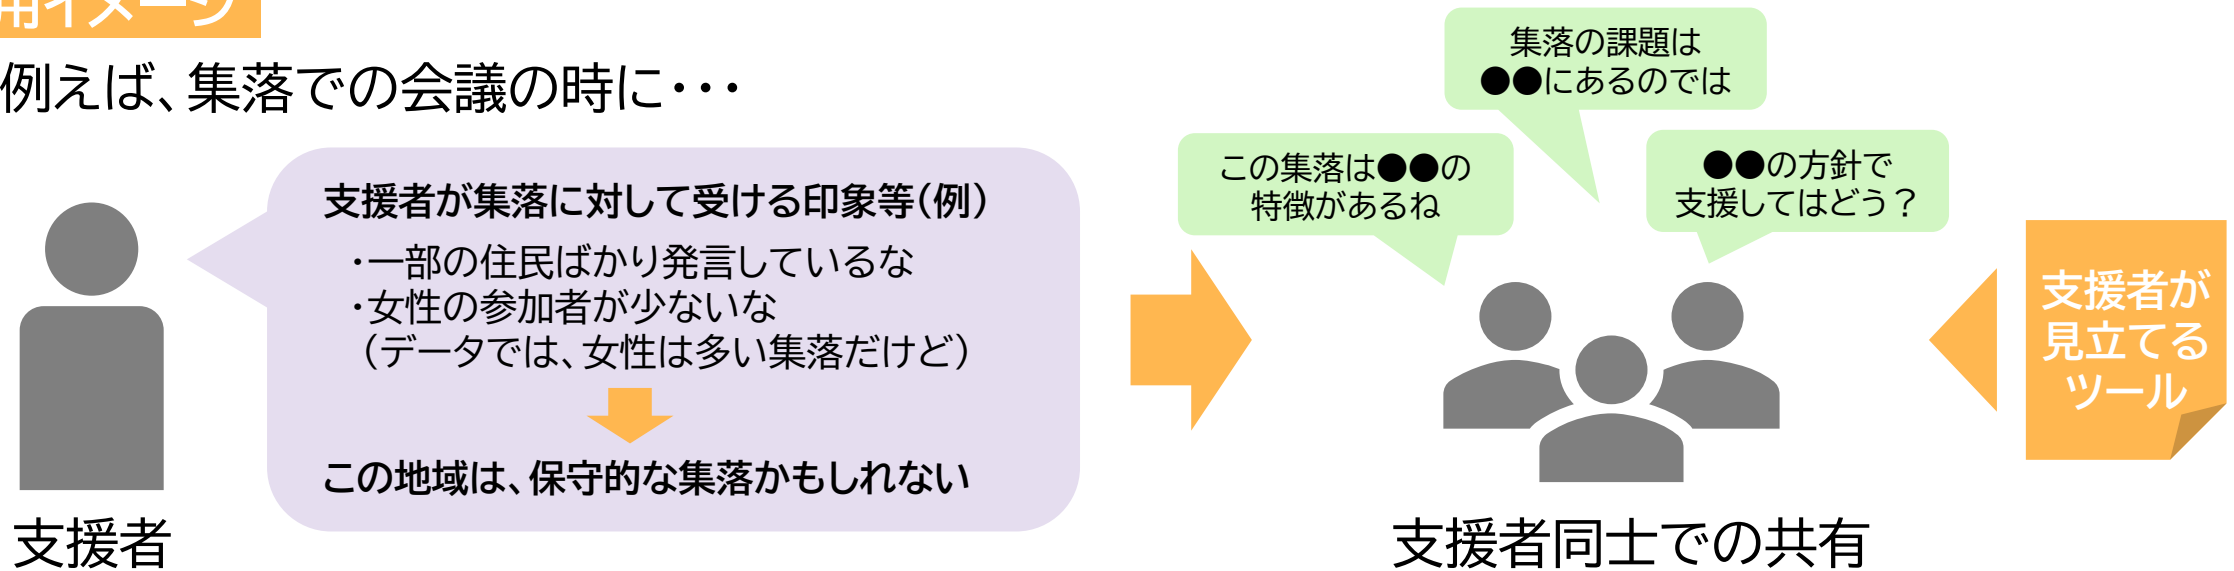 用イメージ
例えば、集落での会議の時に・・・
支援者が集落に対して受ける印象等（例）
・一部の住民ばかり発言しているな
・女性の参加者が少ないな
（データでは、女性は多い集落だけど）
この地域は、保守的な集落かもしれない
支援者
集落の課題は
●●にあるのでは
この集落は●●の
特徴があるね
●●の方針で
支援してはどう？
支援者同士での共有
支援者が
見立てる
ツール